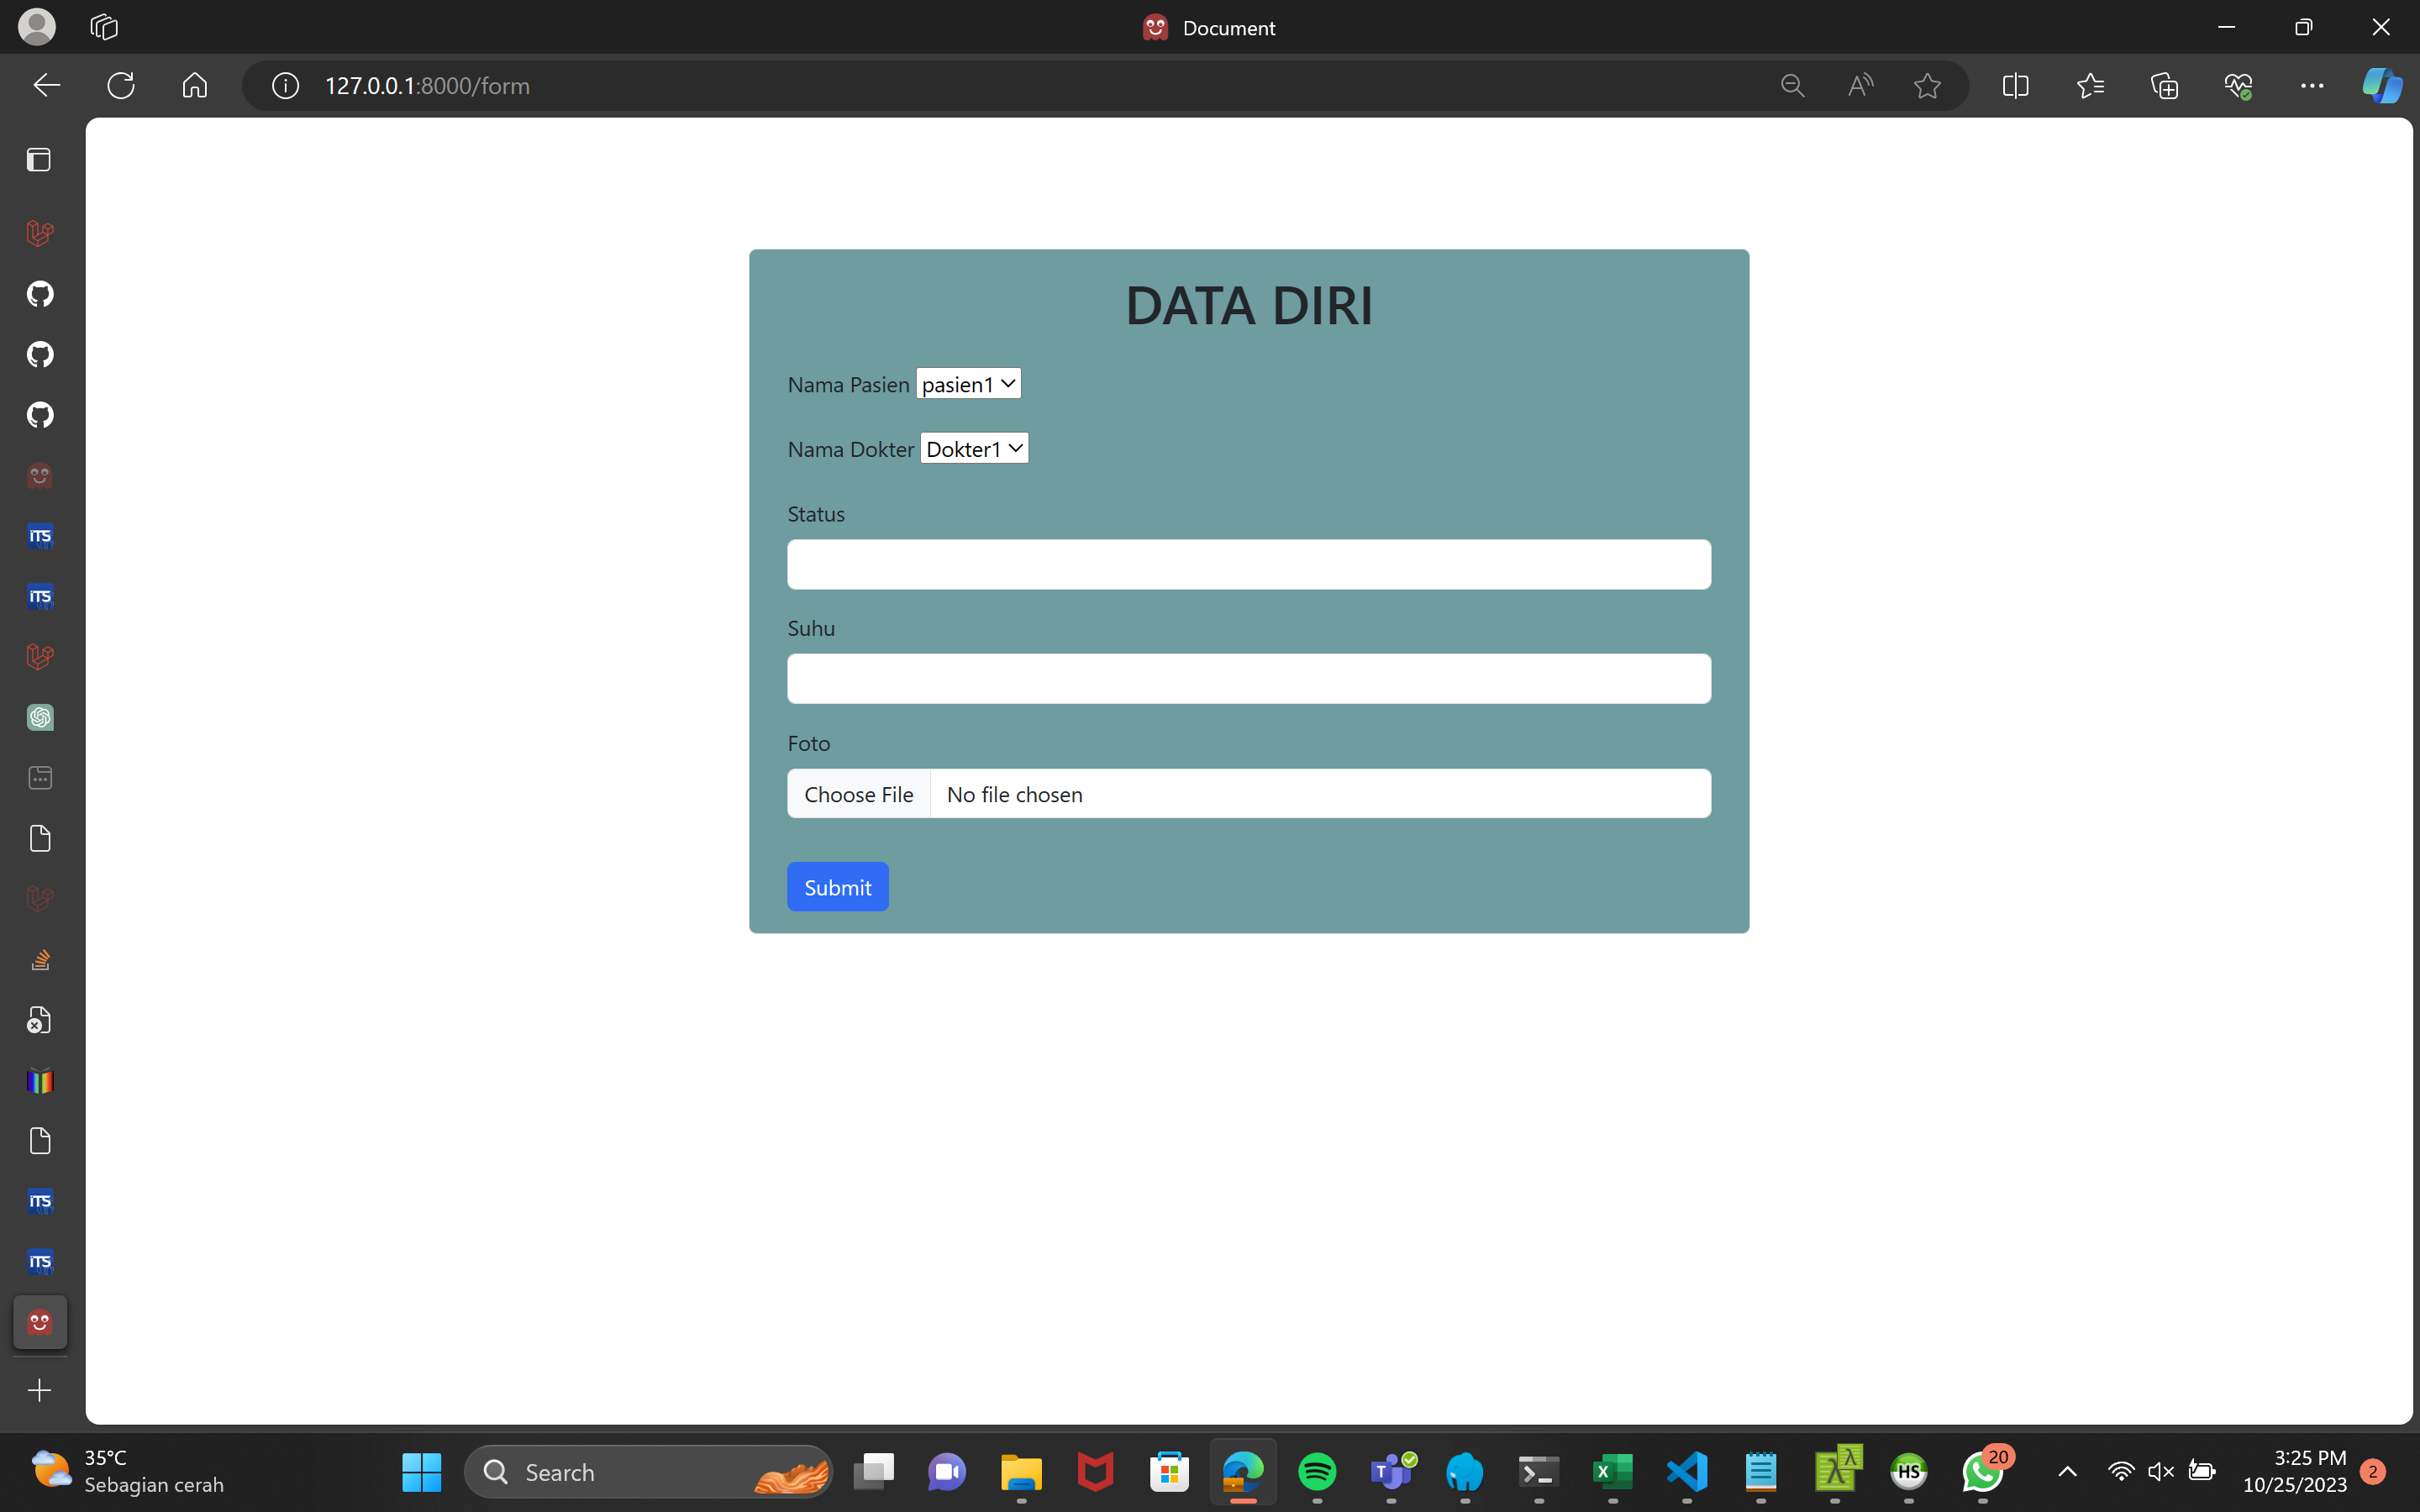 Document
127.0.0.1:8000/form
DATA DIRI
Nama Pasien pasien1
Nama Dokter Dokter1
Status
Suhu
Foto
Choose File No file chosen
Submit
iTS
iTS
iTS
iTS
35°C
Sebagian cerah
Search
T
X
λ
λ
HS
20
3:25 PM
10/25/2023
2